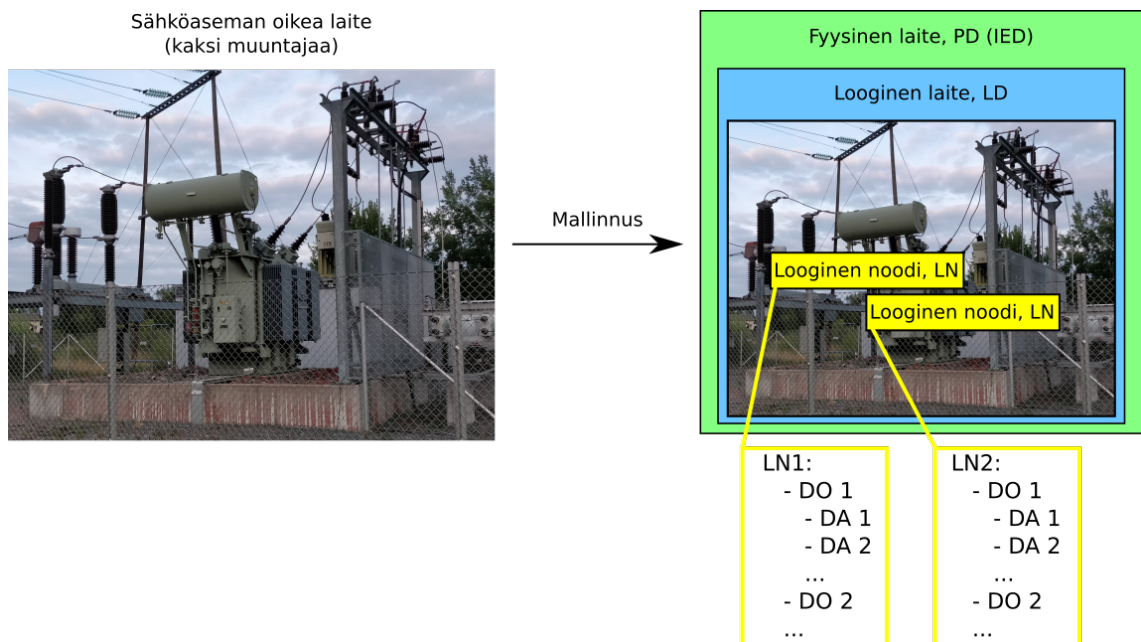 Sähköaseman oikea laite
(kaksi muuntajaa)
Mallinnus
Fyysinen laite, PD (IED)
Looginen laite, LD
Looginen noodi, LN
Looginen noodi, LN
LN1:
- DO 1
- DA 1
- DA 2
...
- DO 2
...
LN2:
- DO 1
- DA 1
- DA 2
...
- DO 2
...